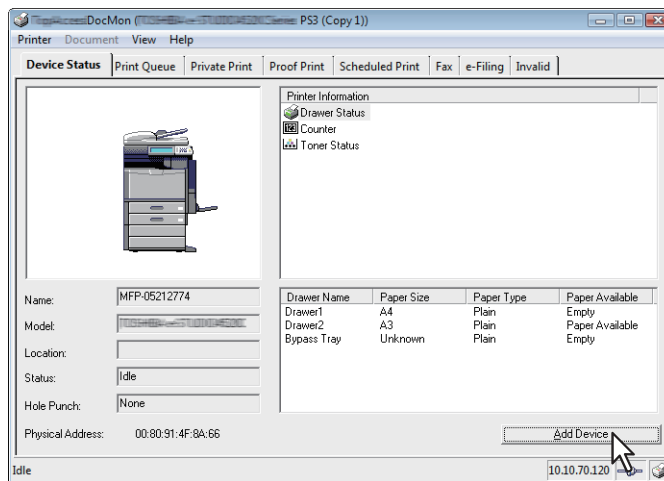 DocMon ( PS3 (Copy 1))
Printer Document View Help
Device Status Print Queue Private Print Proof Print Scheduled Print Fax e-Filing Invalid
Printer Information
Drawer Status
Counter
Toner Status
Name: MFP-05212774
Model:
Location:
Status: Idle
Hole Punch: None
Physical Address: 00:80:91:4F:8A:66
Drawer Name Paper Size Paper Type Paper Available
Drawer1 A4 Plain Empty
Drawer2 A3 Plain Paper Available
Bypass Tray Unknown Plain Empty
Add Device
Idle 10.10.70.120